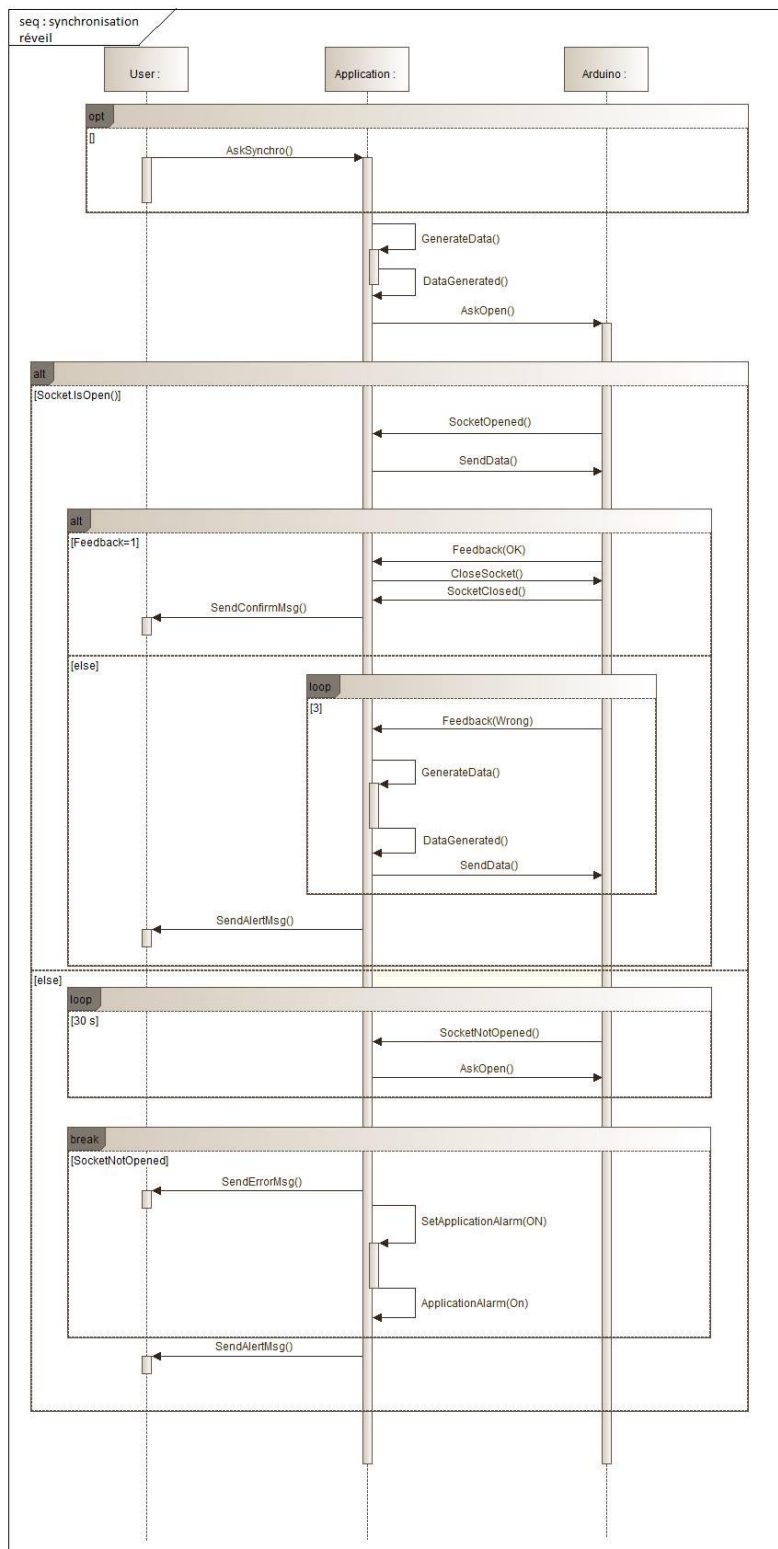 seq : synchronisation
réveil
User :
Application :
Arduino :
opt
[]
AskSynchro()
GenerateData()
DataGenerated()
AskOpen()
alt
[Socket.IsOpen()]
SocketOpened()
SendData()
alt
[Feedback=1]
Feedback(OK)
CloseSocket()
SocketClosed()
SendConfirmMsg()
[else]
loop
[3]
Feedback(Wrong)
GenerateData()
DataGenerated()
SendData()
SendAlertMsg()
[else]
loop
[30 s]
SocketNotOpened()
AskOpen()
break
[SocketNotOpened]
SendErrorMsg()
SetApplicationAlarm(ON)
ApplicationAlarm(On)
SendAlertMsg()